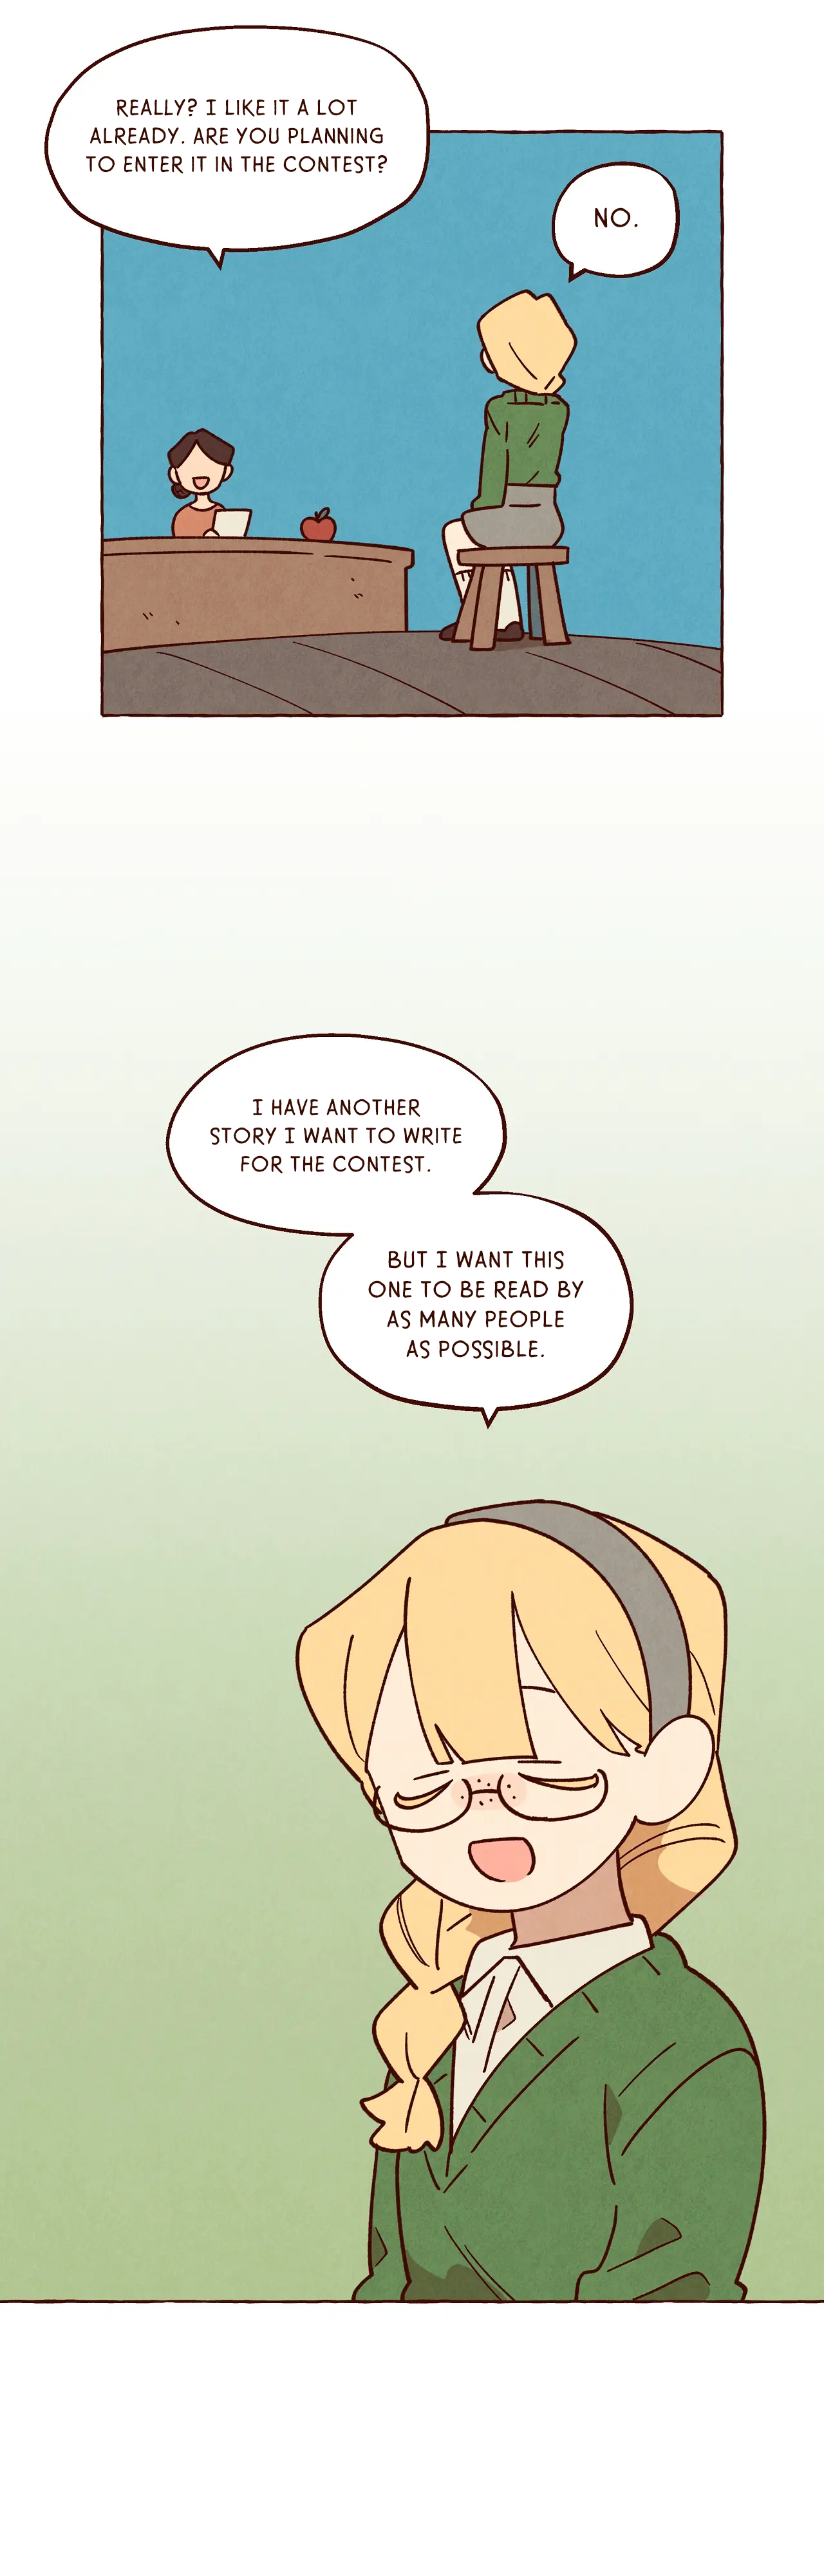 REALLY? I LIKE IT A LOT
ALREADY. ARE YOU PLANNING
TO ENTER IT IN THE CONTEST?
NO.
I HAVE ANOTHER
STORY I WANT TO WRITE
FOR THE CONTEST.
BUT I WANT THIS
ONE TO BE READ BY
AS MANY PEOPLE
AS POSSIBLE.